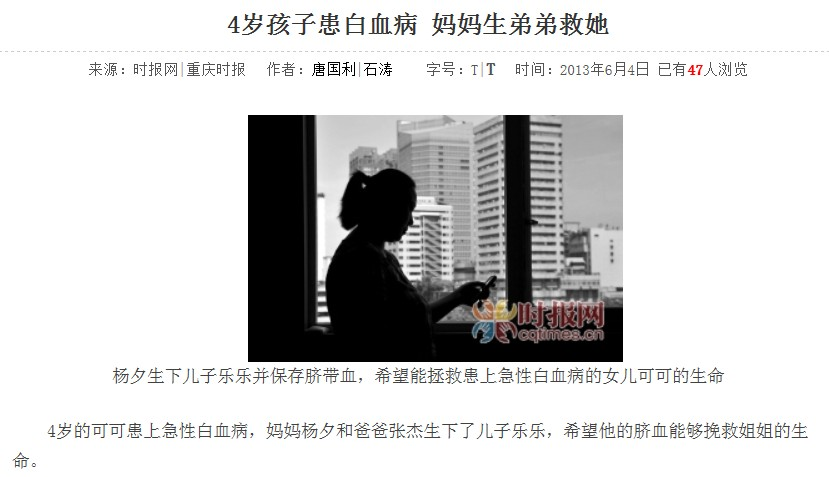 4岁孩子患白血病 妈妈生弟弟救她
来源：时报网|重庆时报 作者：唐国利|石涛 字号：T|T 时间：2013年6月4日 已有47人浏览
时报网
cqtimes.cn
杨夕生下儿子乐乐并保存脐带血，希望能拯救患上急性白血病的女儿可可的生命
4岁的可可患上急性白血病，妈妈杨夕和爸爸张杰生下了儿子乐乐，希望他的脐血能够挽救姐姐的生
命。